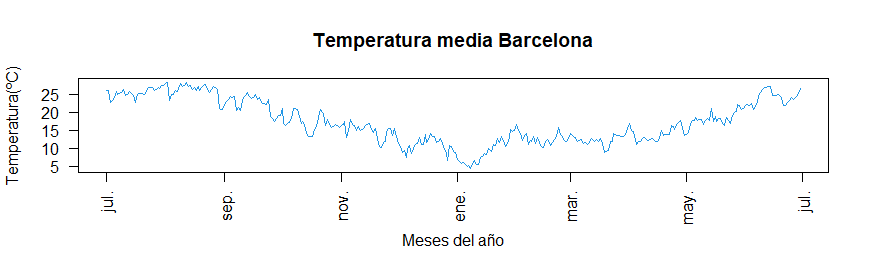 Temperatura media Barcelona
Temperatura(ºC)
25
20
15
10
5
jul.
sep.
nov.
ene.
mar.
may.
jul.
Meses del año